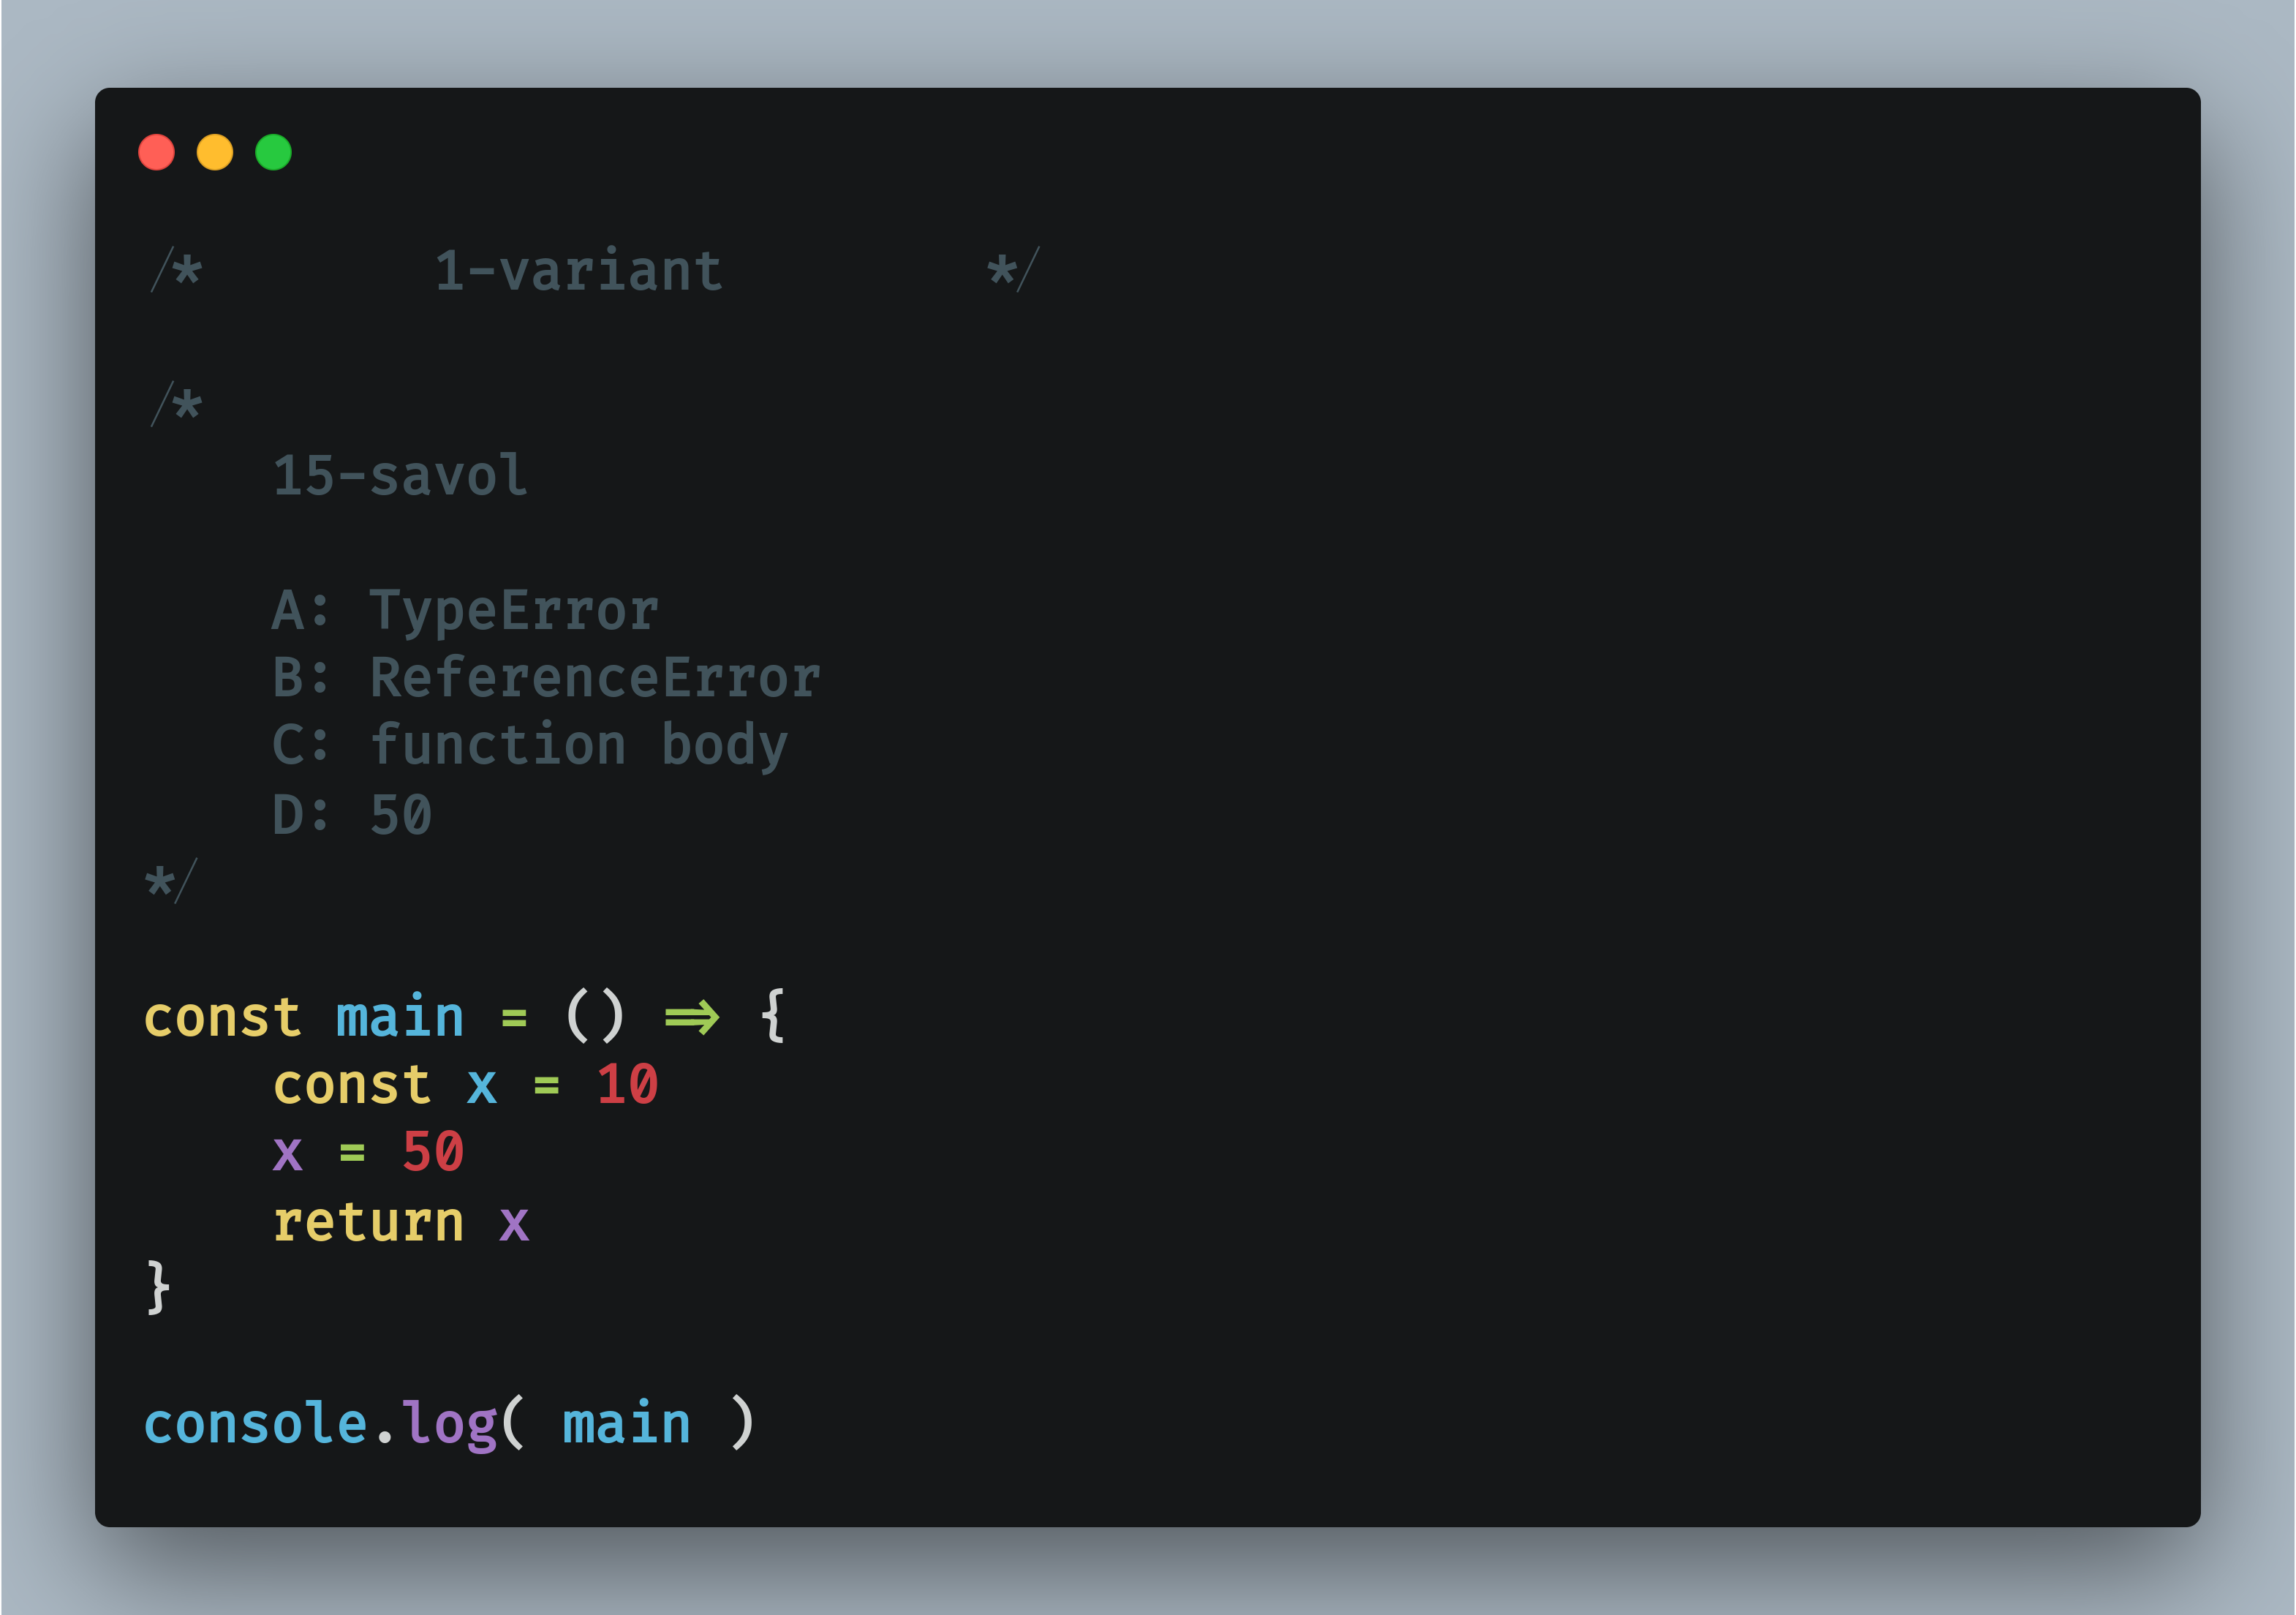 /*       1-variant        */
/*
    15-savol
    A: TypeError
    B: ReferenceError
    C: function body
    D: 50
*/
const main = () => {
    const x = 10
    x = 50
    return x
}
console.log( main )